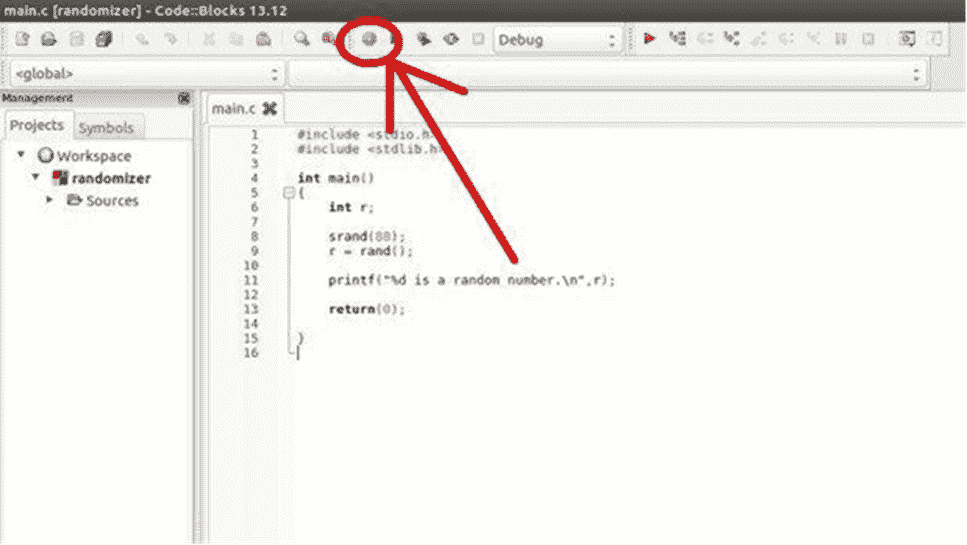 main.c [randomizer] - Code::Blocks 13.12
Debug
<global>
Management
Projects
Symbols
main.c
Workspace
randomizer
Sources
1 #include <stdio.h>
2 #include <stdlib.h>
3
4 int main()
5 {
6 int r;
7
8 srand(88);
9 r = rand();
10
11 printf("%d is a random number.\n",r);
12
13 return(0);
14
15 }
16